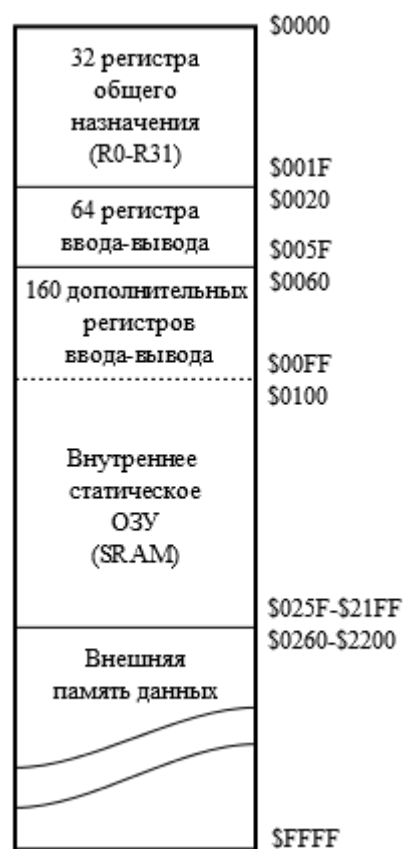 $0000
32 регистра
общего
назначения
(R0-R31)
$001F
$0020
64 регистра
ввода-вывода
$005F
$0060
160 дополнительных
регистров
ввода-вывода
$00FF
$0100
Внутреннее
статическое
ОЗУ
(SRAM)
$025F-$21FF
$0260-$2200
Внешняя
память данных
$FFFF